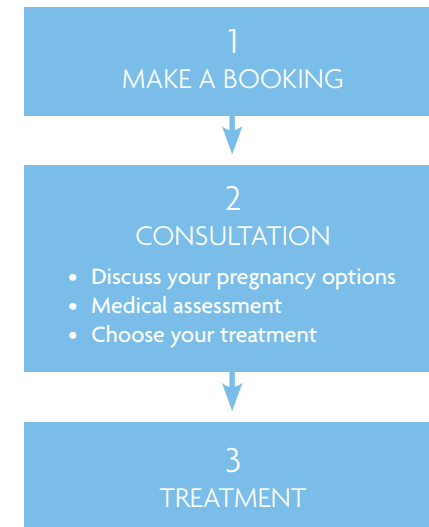 1
MAKE A BOOKING
2
CONSULTATION
• Discuss your pregnancy options
• Medical assessment
• Choose your treatment
3
TREATMENT